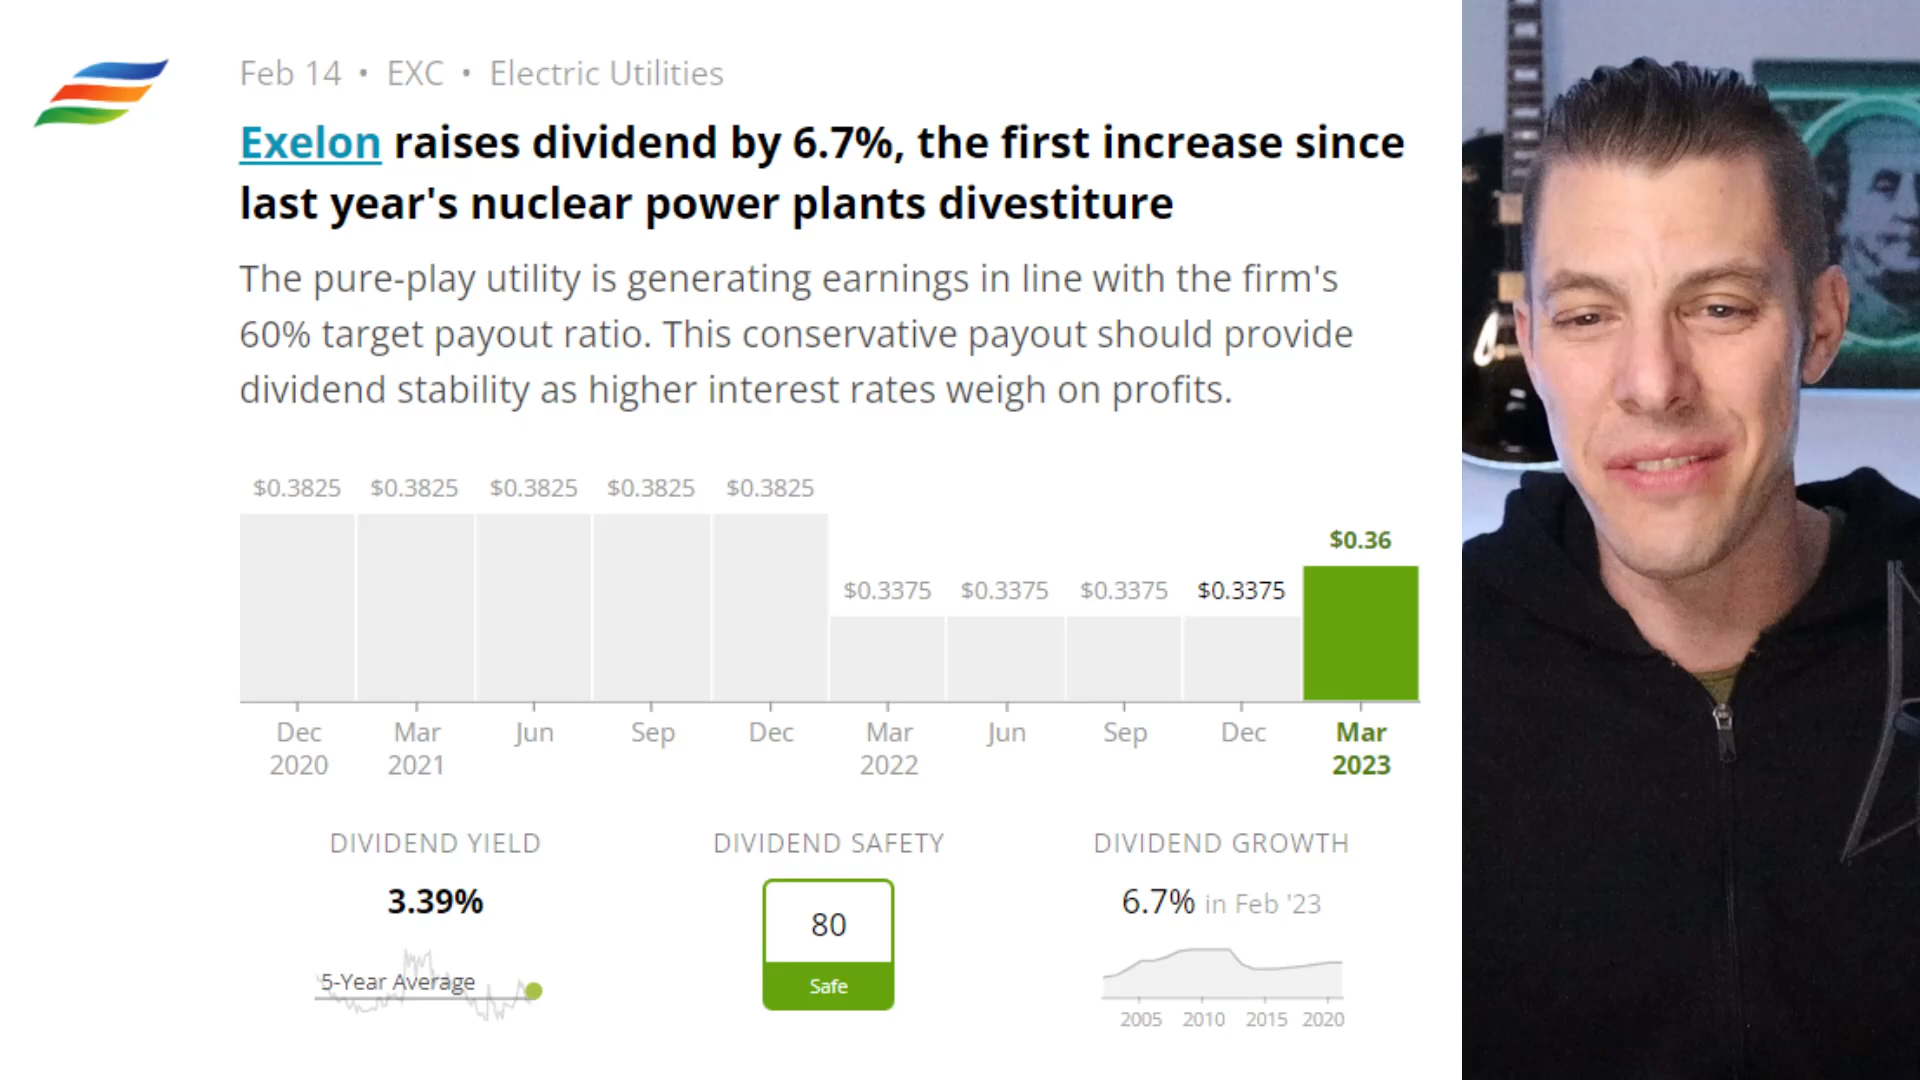 Feb 14 • EXC • Electric Utilities
Exelon raises dividend by 6.7%, the first increase since
last year's nuclear power plants divestiture
The pure-play utility is generating earnings in line with the firm's
60% target payout ratio. This conservative payout should provide
dividend stability as higher interest rates weigh on profits.
$0.3825 $0.3825 $0.3825 $0.3825 $0.3825
$0.36
$0.3375 $0.3375 $0.3375 $0.3375
Dec Mar Jun Sep Dec Mar Jun Sep Dec Mar
2020 2021 2022 2023
DIVIDEND YIELD DIVIDEND SAFETY DIVIDEND GROWTH
3.39% 80 6.7% in Feb '23
5-Year Average Safe
2005 2010 2015 2020